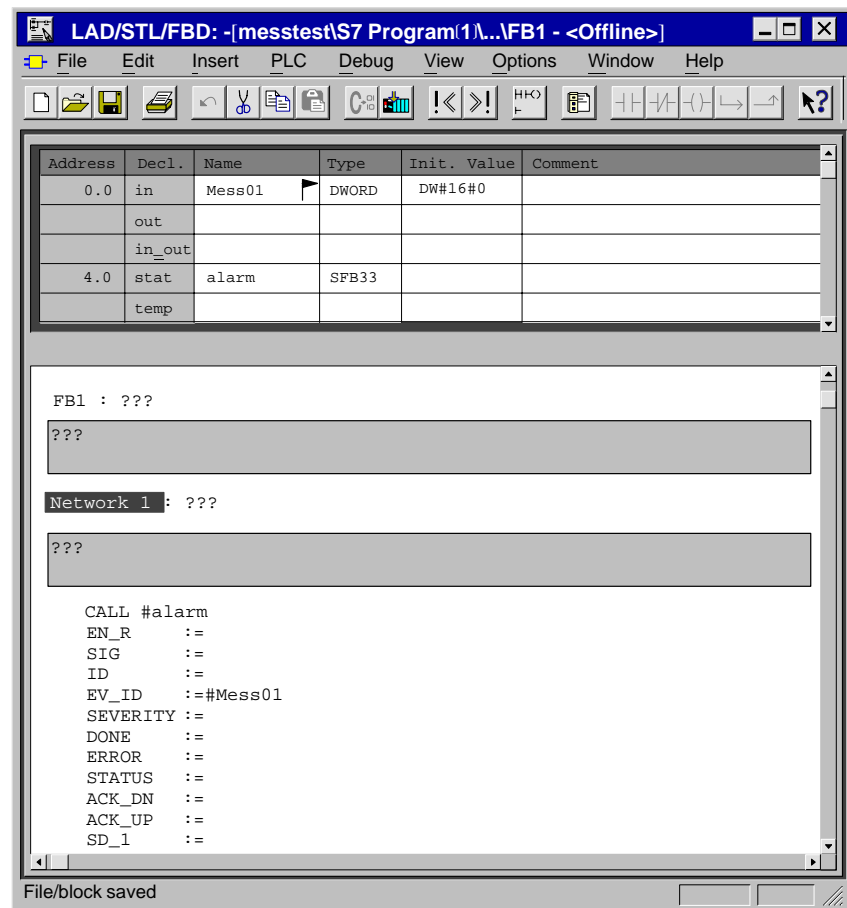 LAD/STL/FBD: -[messtest\S7 Program(1)\...\FB1 - <Offline>]
File Edit Insert PLC Debug View Options Window Help
Address Decl. Name Type Init. Value Comment
0.0 in Mess01 DWORD DW#16#0
out
in_out
4.0 stat alarm SFB33
temp
FB1 : ???
???
Network 1 : ???
???
CALL #alarm
EN_R :=
SIG :=
ID :=
EV_ID :=#Mess01
SEVERITY :=
DONE :=
ERROR :=
STATUS :=
ACK_DN :=
ACK_UP :=
SD_1 :=
File/block saved